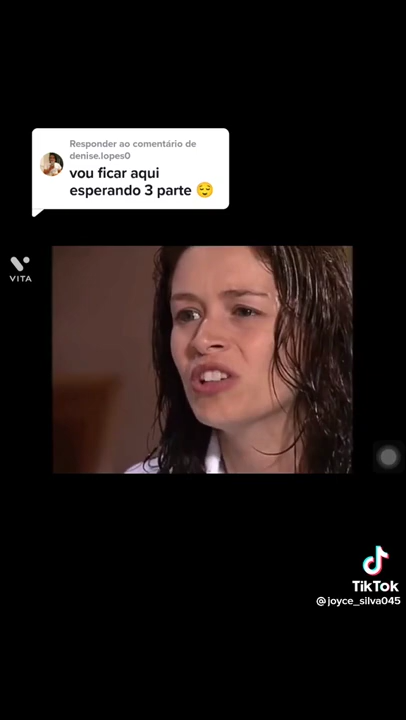 Responder ao comentário de
denise.lopes0
vou ficar aqui
esperando 3 parte 😌
VITA
TikTok
@joyce_silva045